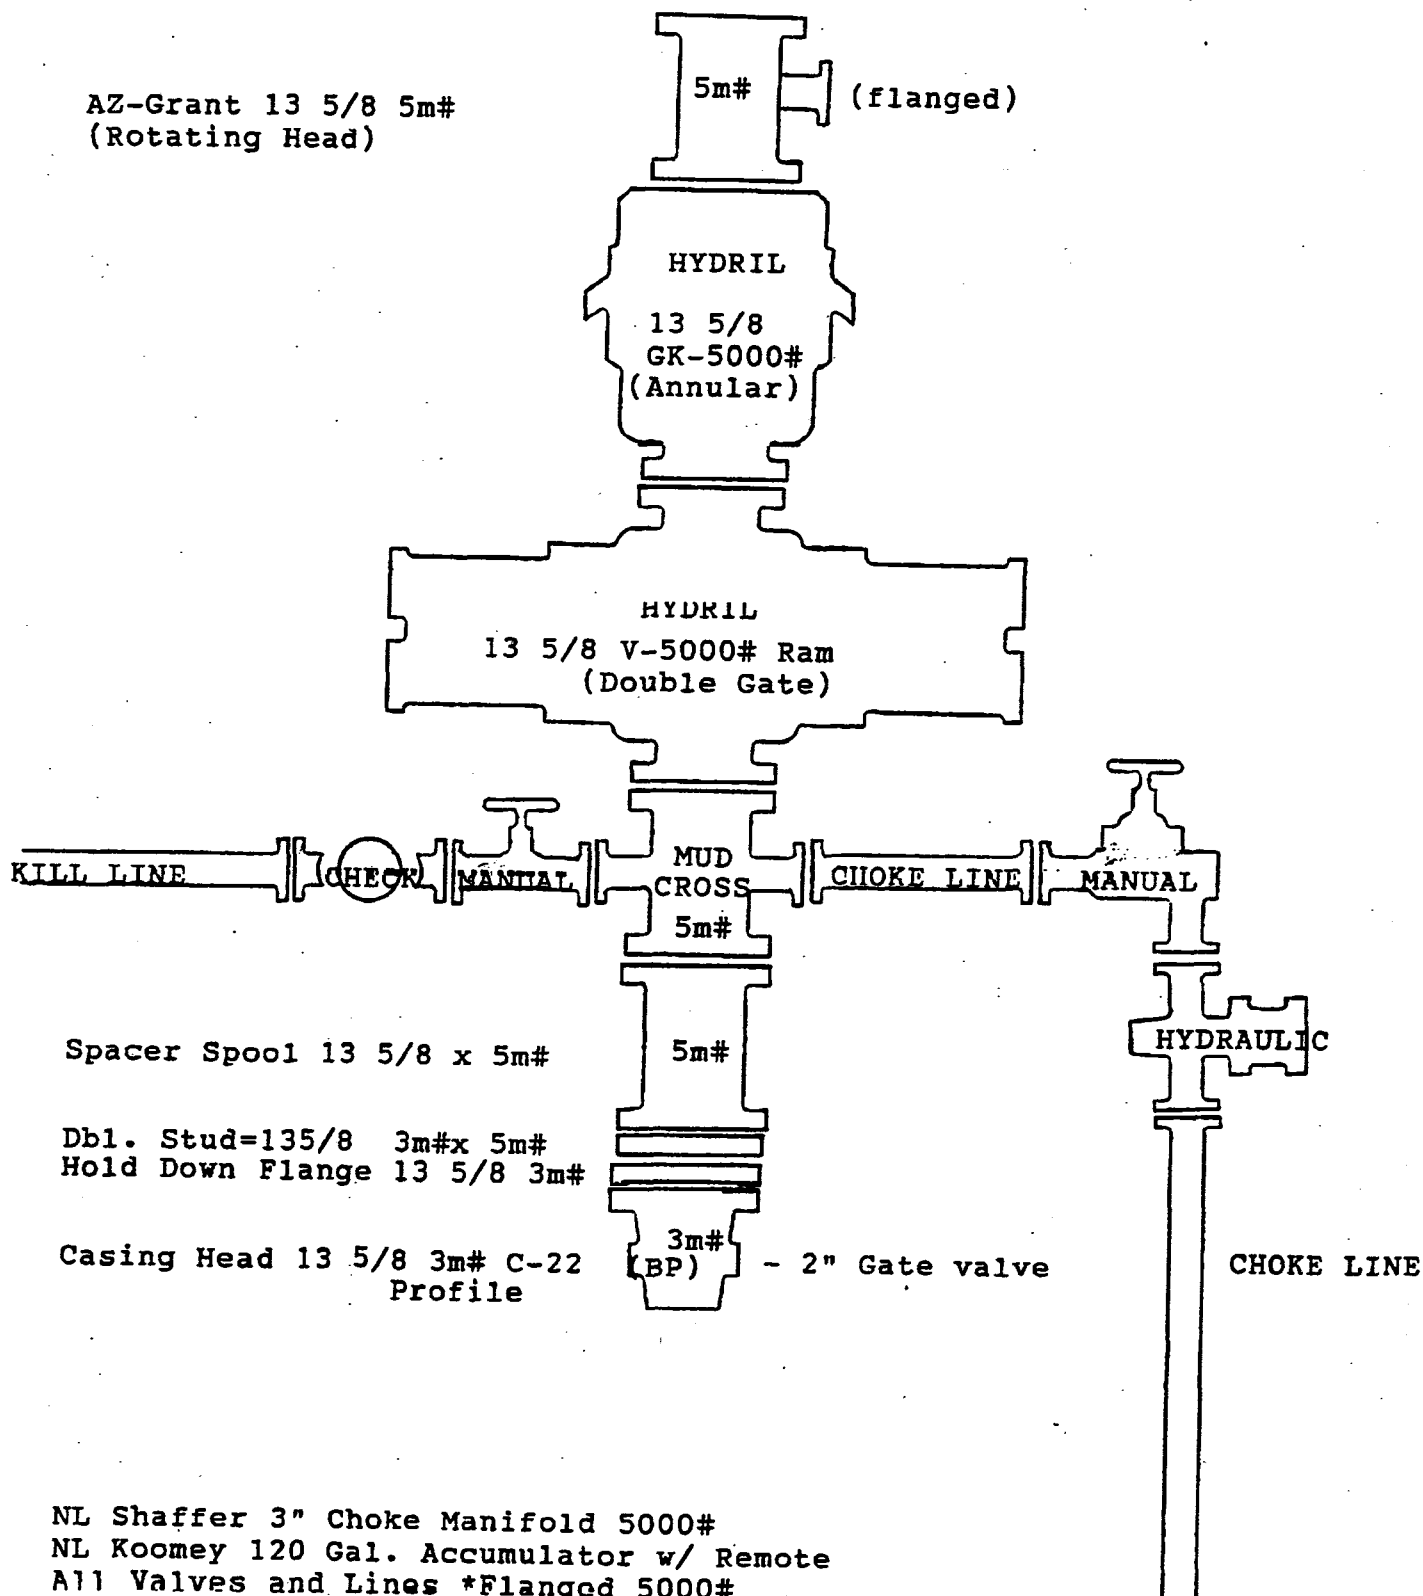 5m#
(flanged)
AZ-Grant 13 5/8 5m#
(Rotating Head)
HYDRIL
13 5/8
GK-5000#
(Annular)
HYDRIL
13 5/8 V-5000# Ram
(Double Gate)
KILL LINE
CHECK
MANUAL
MUD
CROSS
5m#
CHOKE LINE
MANUAL
HYDRAULIC
Spacer Spool 13 5/8 x 5m#
5m#
Dbl. Stud=135/8 3m#x 5m#
Hold Down Flange 13 5/8 3m#
3m#
Casing Head 13 5/8 3m# C-22
Profile
(BP)
- 2" Gate valve
CHOKE LINE
NL Shaffer 3" Choke Manifold 5000#
NL Koomey 120 Gal. Accumulator w/ Remote
All Valves and Lines *Flanged 5000#